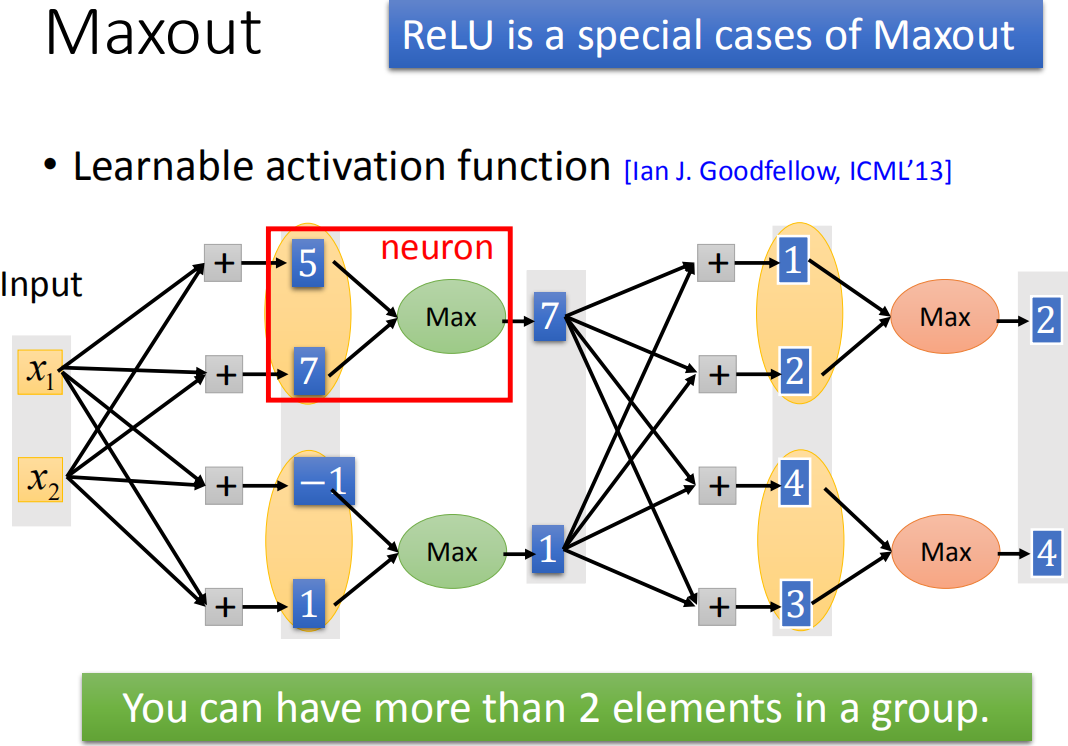 Maxout
ReLU is a special cases of Maxout
• Learnable activation function [Ian J. Goodfellow, ICML'13]
Input
neuron
+ 5
Max 7
+ 7
+ 1
Max 2
+ 2
x₁
x₂
+ −1
Max 1
+ 1
+ 4
Max 4
+ 3
You can have more than 2 elements in a group.